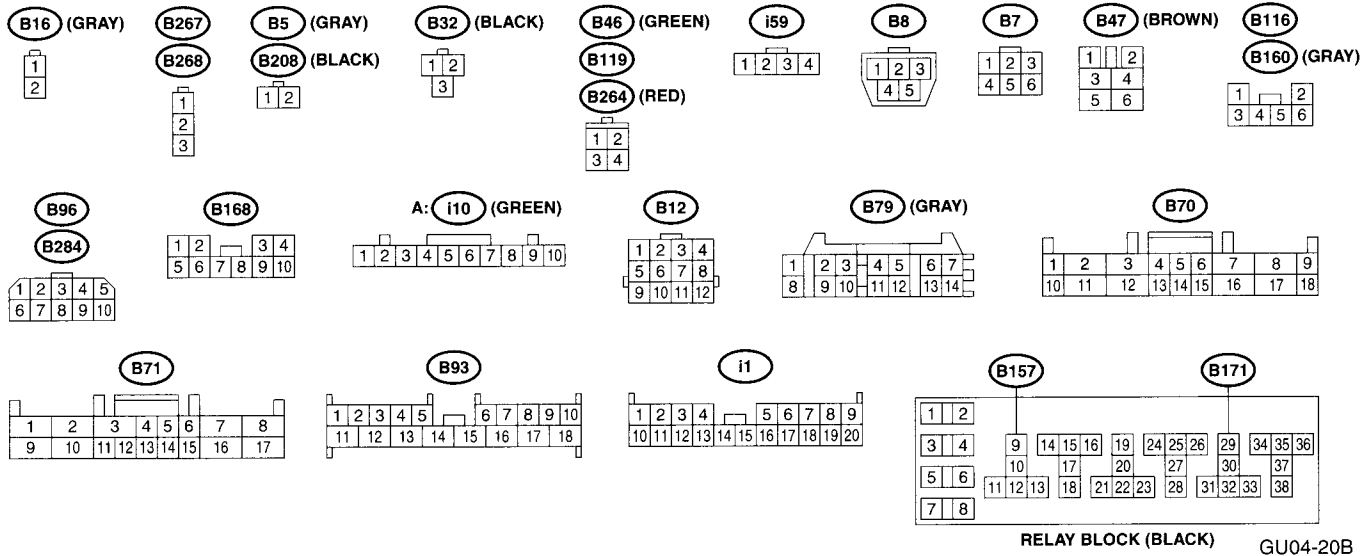 B16 (GRAY) B267 B5 (GRAY) B32 (BLACK) B46 (GREEN) i59 B8 B7 B47 (BROWN) B116
B268 B208 (BLACK) B119 B160 (GRAY)
B264 (RED)
1
2
1
2
3
1 2
1 2
3
1 2
3 4
1 2 3 4
1 2 3
4 5
1 2 3
4 5 6
1 2
3 4
5 6
1 2
3 4 5 6
B96 B168 A: i10 (GREEN) B12 B79 (GRAY) B70
B284
1 2 3 4 5
6 7 8 9 10
1 2 3 4
5 6 7 8 9 10
1 2 3 4 5 6 7 8 9 10
1 2 3 4
5 6 7 8
9 10 11 12
1 2 3 4 5 6 7
8 9 10 11 12 13 14
1 2 3 4 5 6 7 8 9
10 11 12 13 14 15 16 17 18
B71 B93 i1 B157 B171
1 2 3 4 5 6 7 8
9 10 11 12 13 14 15 16 17
1 2 3 4 5 6 7 8 9 10
11 12 13 14 15 16 17 18
1 2 3 4 5 6 7 8 9
10 11 12 13 14 15 16 17 18 19 20
1 2
3 4
5 6
7 8
9 14 15 16 19 24 25 26 29 34 35 36
10 17 20 27 30 37
11 12 13 18 21 22 23 28 31 32 33 38
RELAY BLOCK (BLACK)
GU04-20B